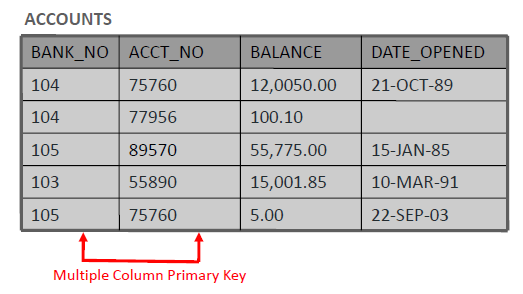 ACCOUNTS
BANK_NO ACCT_NO BALANCE DATE_OPENED
104 75760 12,0050.00 21-OCT-89
104 77956 100.10
105 89570 55,775.00 15-JAN-85
103 55890 15,001.85 10-MAR-91
105 75760 5.00 22-SEP-03
Multiple Column Primary Key